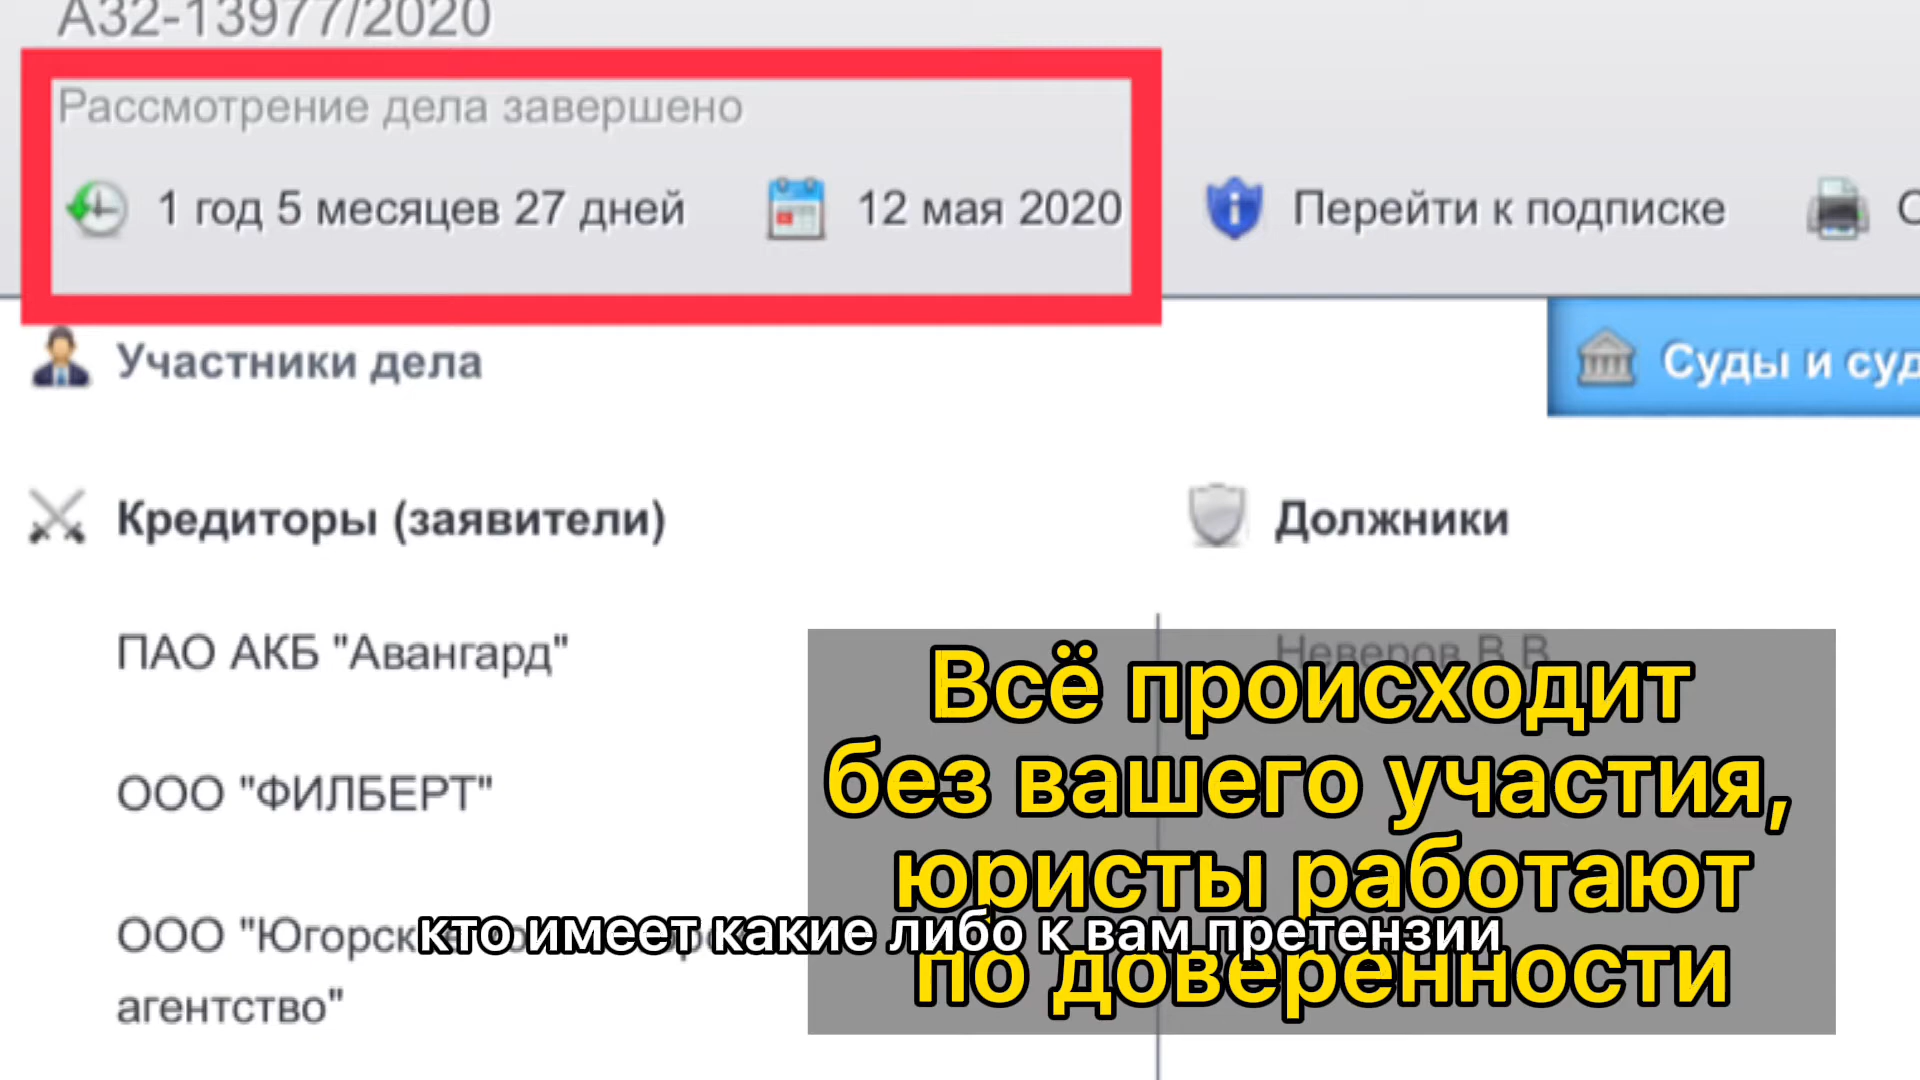 А32-13977/2020
Рассмотрение дела завершено
1 год 5 месяцев 27 дней
12 мая 2020
Перейти к подписке
Участники дела
Суды и суд
Кредиторы (заявители)
Должники
ПАО АКБ "Авангард"
Неверов В.В.
ООО "ФИЛБЕРТ"
ООО "Югорск
агентство"
Всё происходит
без вашего участия,
юристы работают
по доверенности
кто имеет какие либо к вам претензии